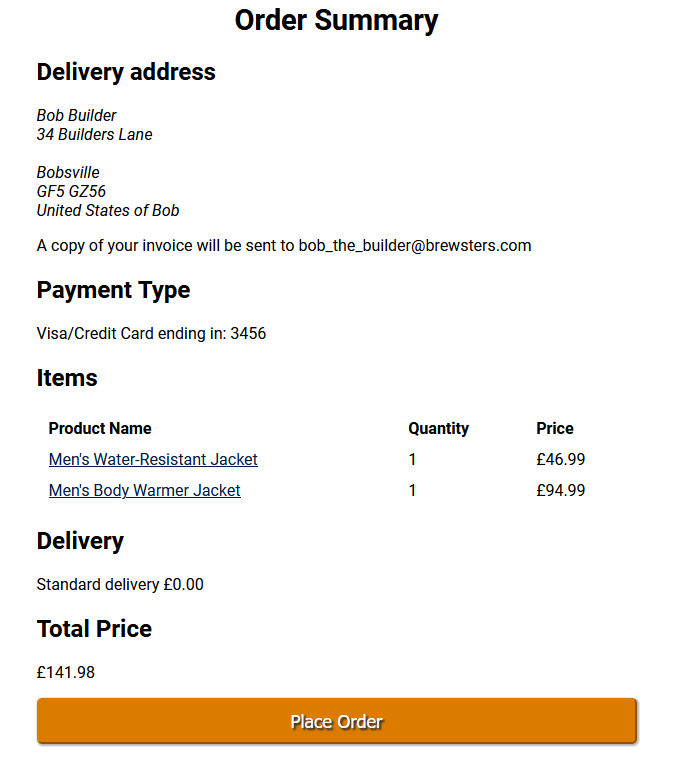 Order Summary
Delivery address
Bob Builder
34 Builders Lane
Bobsville
GF5 GZ56
United States of Bob
A copy of your invoice will be sent to bob_the_builder@brewsters.com
Payment Type
Visa/Credit Card ending in: 3456
Items
Product Name Quantity Price
Men's Water-Resistant Jacket 1 £46.99
Men's Body Warmer Jacket 1 £94.99
Delivery
Standard delivery £0.00
Total Price
£141.98
Place Order